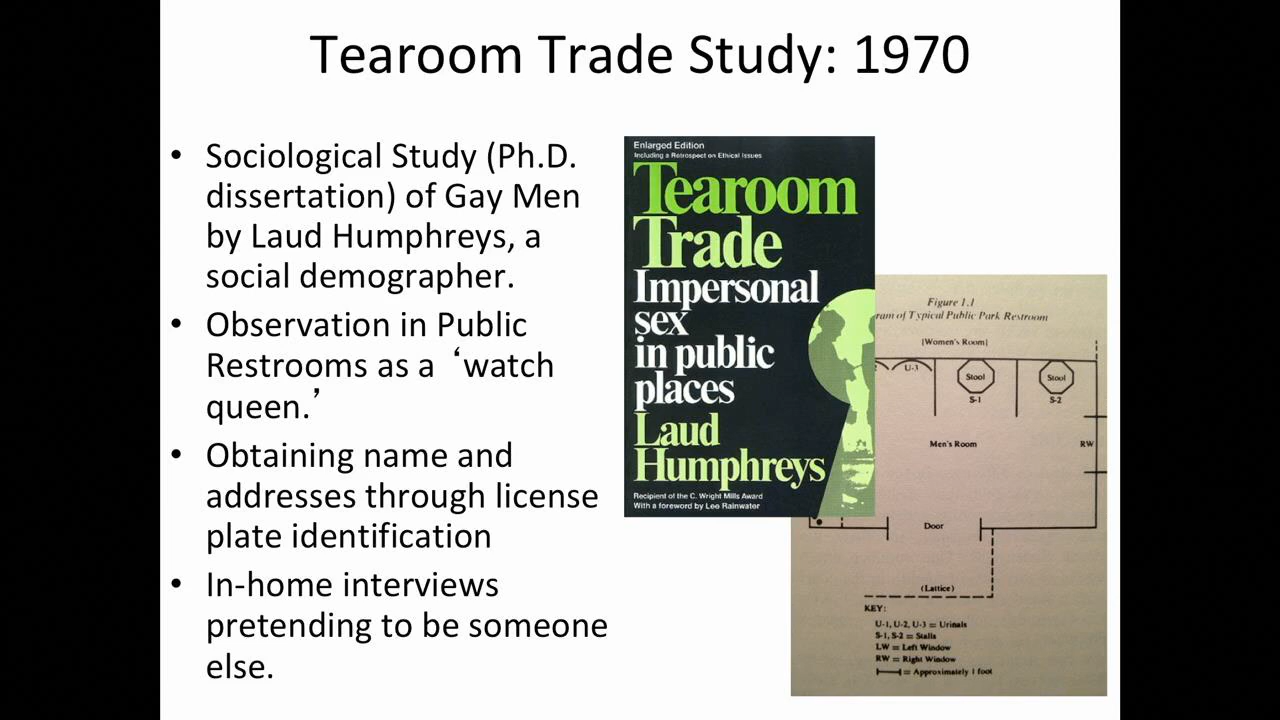 Tearoom Trade Study: 1970
• Sociological Study (Ph.D.
dissertation) of Gay Men
by Laud Humphreys, a
social demographer.
• Observation in Public
Restrooms as a ‘watch
queen.’
• Obtaining name and
addresses through license
plate identification
• In-home interviews
pretending to be someone
else.
Enlarged Edition
Including a Retrospect on Ethical Issues
Tearoom
Trade
Impersonal
sex
in public
places
Laud
Humphreys
Recipient of the C. Wright Mills Award
With a foreword by Lee Rainwater
Figure 1.1
of Typical Public Park Restroom
[Women's Room]
U-3
Stool
Stool
S-1
S-2
Men's Room
RW
Door
(Lattice)
KEY:
U-1, U-2, U-3 = Urinals
S-1, S-2 = Stalls
LW = Left Window
RW = Right Window
= Approximately 1 foot